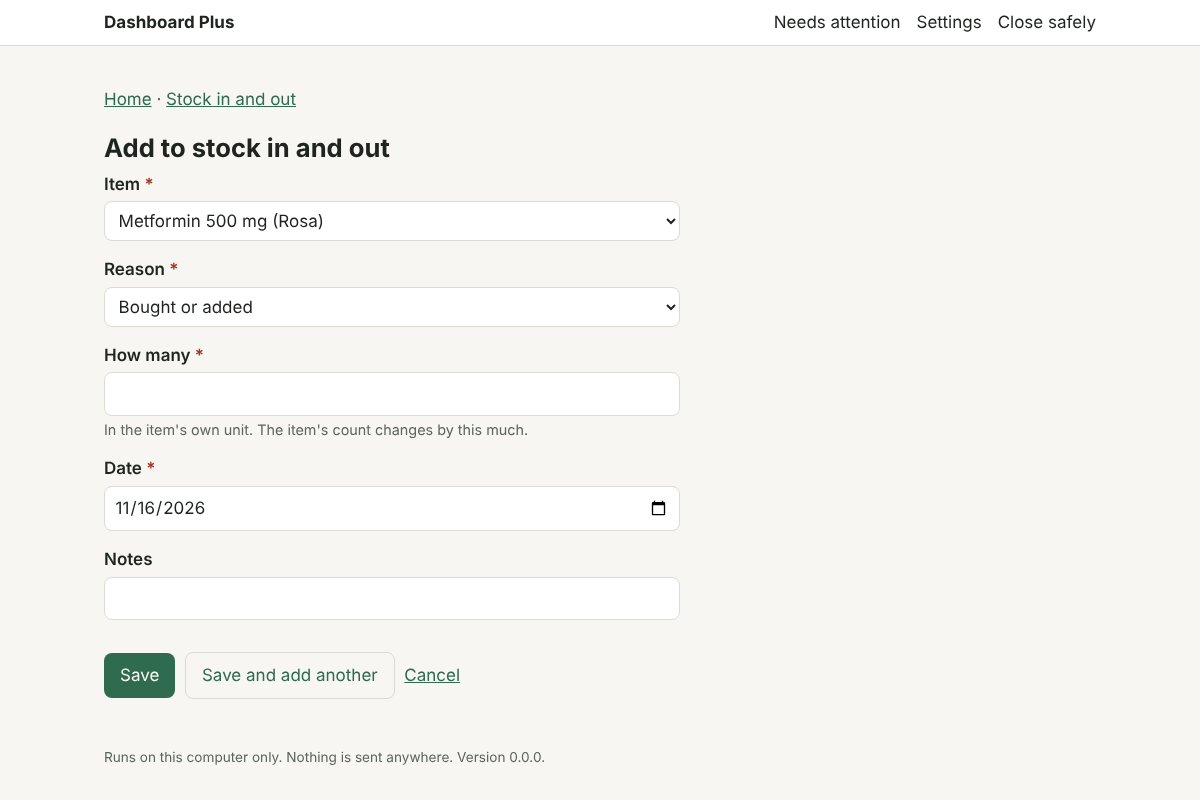 Dashboard Plus
Needs attention Settings Close safely
Home · Stock in and out
Add to stock in and out
Item *
Metformin 500 mg (Rosa)
Reason *
Bought or added
How many *
In the item's own unit. The item's count changes by this much.
Date *
11/16/2026
Notes
Save Save and add another Cancel
Runs on this computer only. Nothing is sent anywhere. Version 0.0.0.